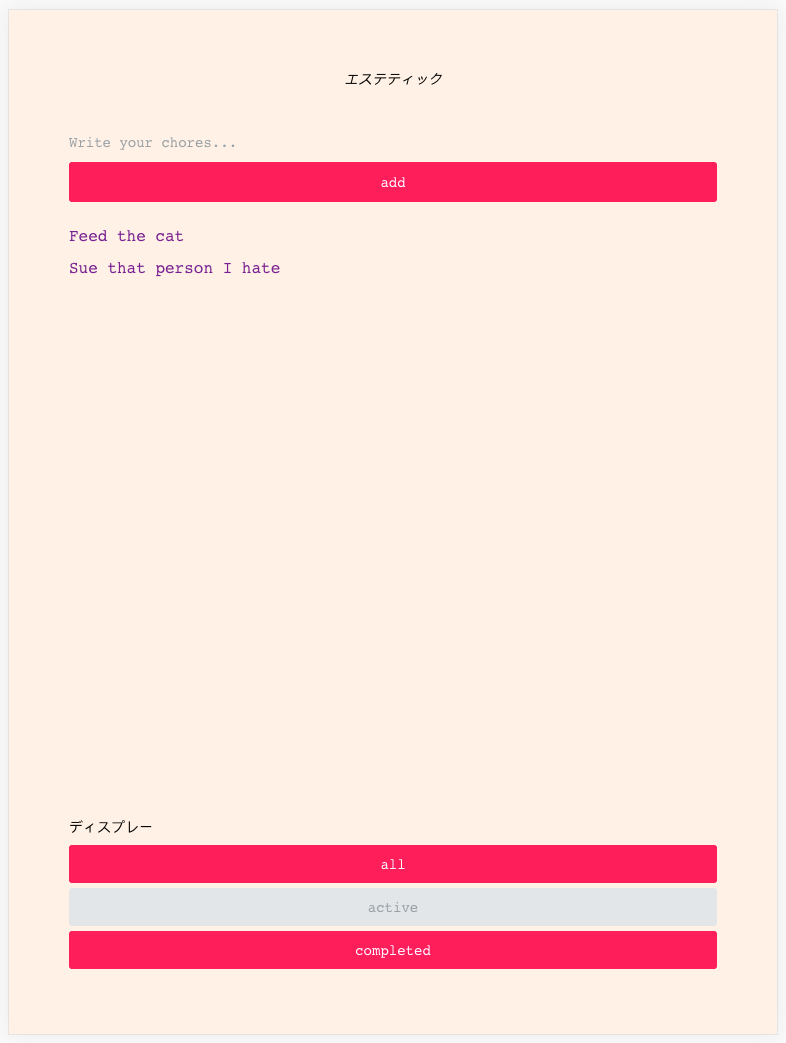 エステティック
Write your chores...
add
Feed the cat
Sue that person I hate
ディスプレー
all
active
completed